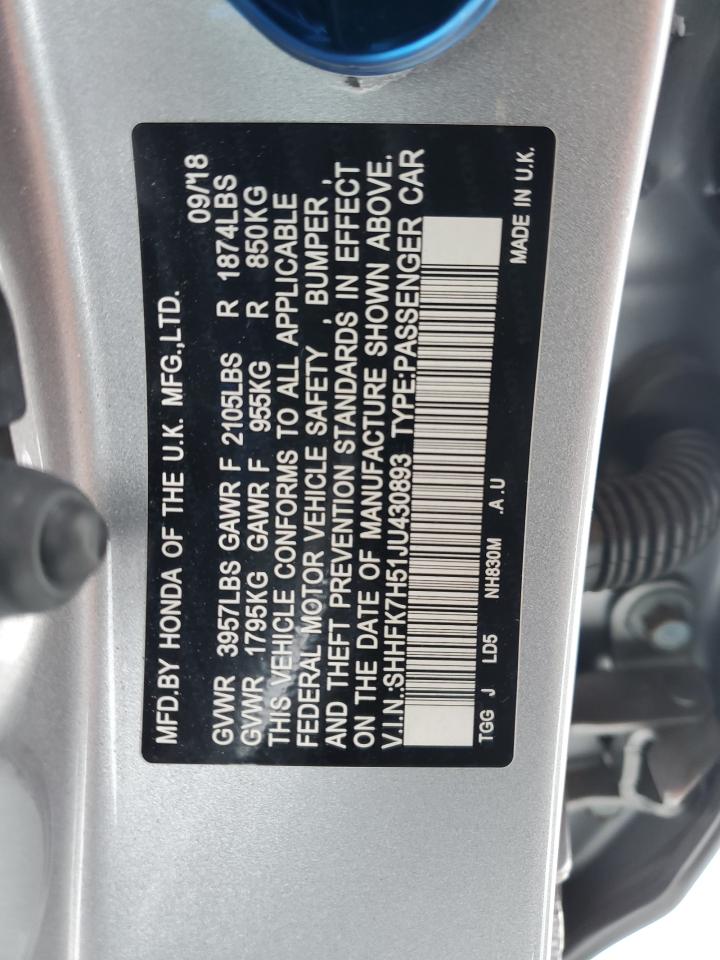 MFD.BY HONDA OF THE U.K. MFG.,LTD. 09/18
GVWR 3957LBS GAWR F 2105LBS R 1874LBS
GVWR 1795KG GAWR F 955KG R 850KG
THIS VEHICLE CONFORMS TO ALL APPLICABLE
FEDERAL MOTOR VEHICLE SAFETY , BUMPER ,
AND THEFT PREVENTION STANDARDS IN EFFECT
ON THE DATE OF MANUFACTURE SHOWN ABOVE.
V.I.N.:SHHFK7H51JU430893 TYPE:PASSENGER CAR
TGG J LD5 NH830M .A.U MADE IN U.K.